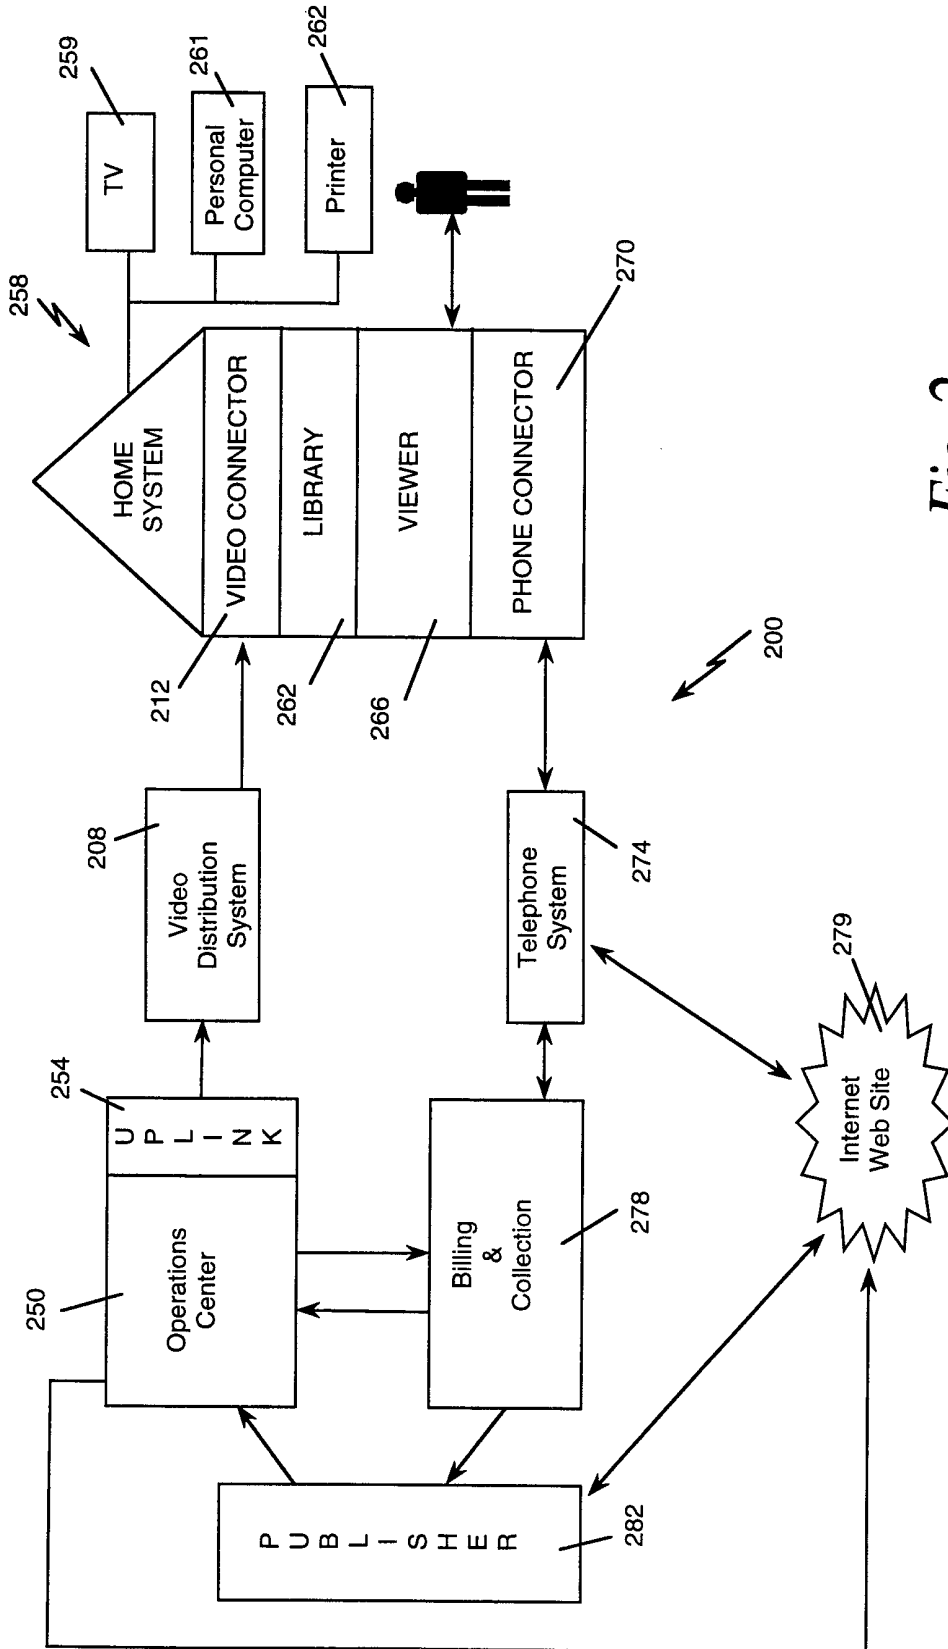 258
259
TV
261
Personal
Computer
262
Printer
HOME
SYSTEM
VIDEO CONNECTOR
LIBRARY
VIEWER
PHONE CONNECTOR
270
212
262
266
208
Video
Distribution
System
Telephone
System
274
200
254
UPLINK
250
Operations
Center
Billing
&
Collection
278
PUBLISHER
282
Internet
Web Site
279